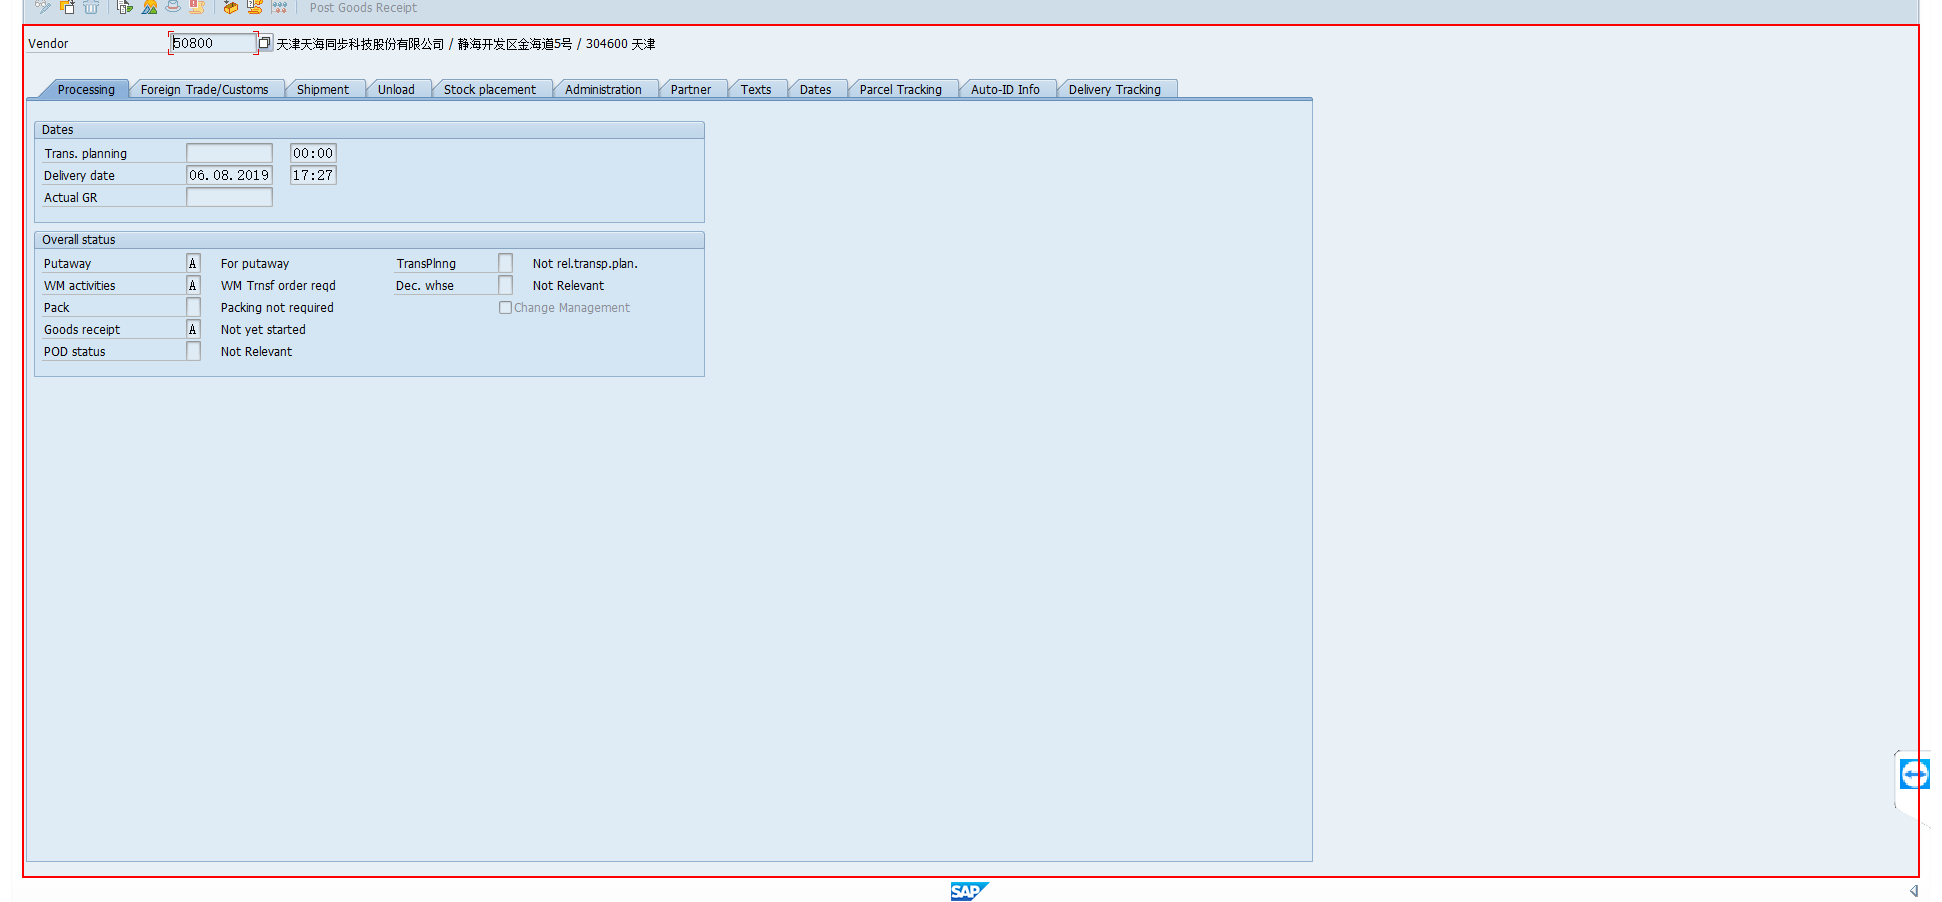 Post Goods Receipt
Vendor 50800 天津天海同步科技股份有限公司 / 静海开发区金海道5号 / 304600 天津
Processing Foreign Trade/Customs Shipment Unload Stock placement Administration Partner Texts Dates Parcel Tracking Auto-ID Info Delivery Tracking
Dates
Trans. planning 00:00
Delivery date 06.08.2019 17:27
Actual GR
Overall status
Putaway A For putaway TransPlnng Not rel.transp.plan.
WM activities A WM Trnsf order reqd Dec. whse Not Relevant
Pack Packing not required Change Management
Goods receipt A Not yet started
POD status Not Relevant
SAP